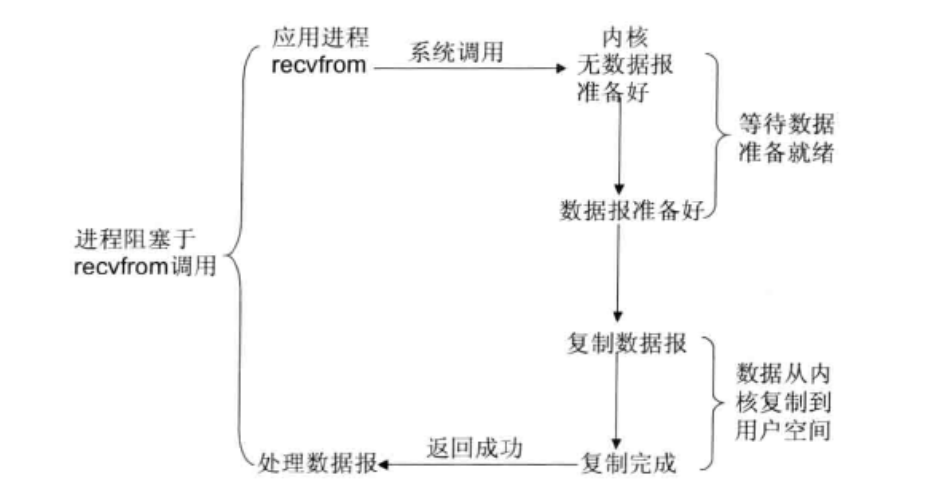 应用进程
recvfrom
系统调用
内核
无数据报
准备好
等待数据
准备就绪
数据报准备好
进程阻塞于
recvfrom调用
复制数据报
数据从内
核复制到
用户空间
处理数据报
返回成功
复制完成